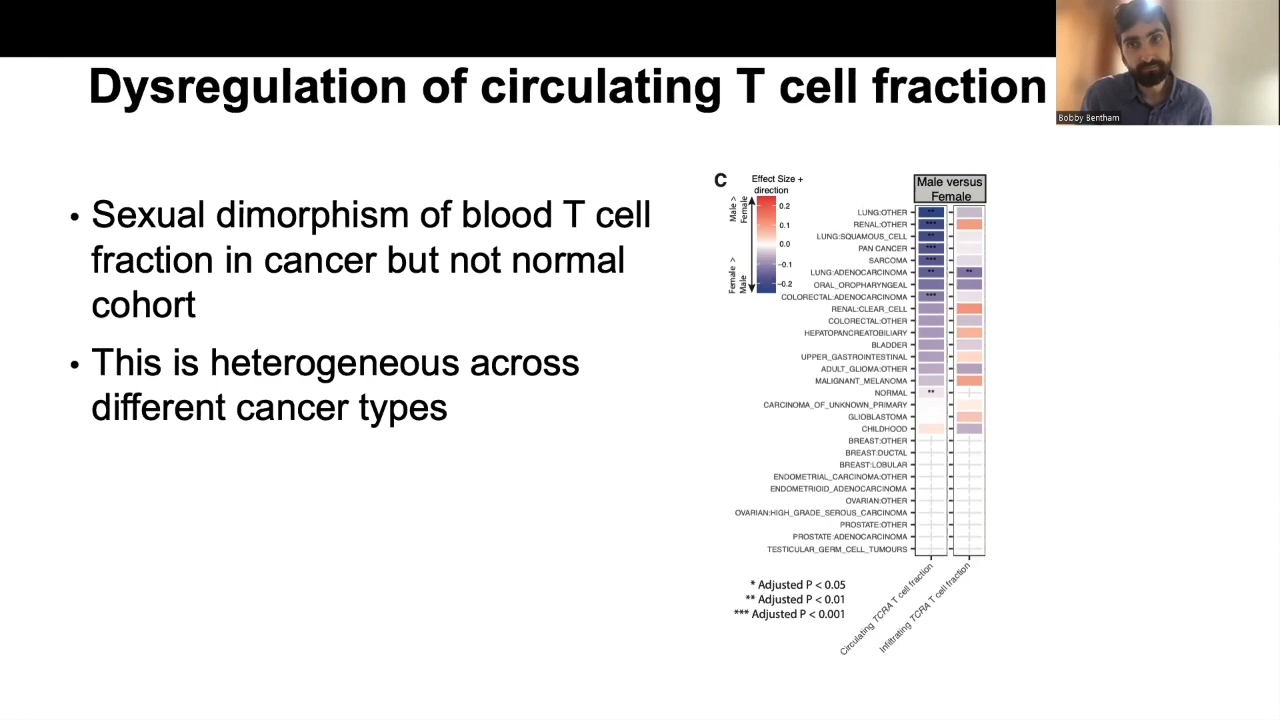 Dysregulation of circulating T cell fraction
Bobby Bentham
• Sexual dimorphism of blood T cell
fraction in cancer but not normal
cohort
• This is heterogeneous across
different cancer types
C
Effect Size +
direction
Male >
Female
Female >
Male
0.2
0.1
0.0
−0.1
−0.2
Male versus
Female
LUNG:OTHER **
RENAL:OTHER ***
LUNG:SQUAMOUS_CELL **
PAN CANCER ***
SARCOMA ***
LUNG:ADENOCARCINOMA ** **
ORAL_OROPHARYNGEAL
COLORECTAL:ADENOCARCINOMA ***
RENAL:CLEAR_CELL
COLORECTAL:OTHER
HEPATOPANCREATOBILIARY
BLADDER
UPPER_GASTROINTESTINAL
ADULT_GLIOMA:OTHER
MALIGNANT_MELANOMA
NORMAL **
CARCINOMA_OF_UNKNOWN_PRIMARY
GLIOBLASTOMA
CHILDHOOD
BREAST:OTHER
BREAST:DUCTAL
BREAST:LOBULAR
ENDOMETRIAL_CARCINOMA:OTHER
ENDOMETRIOID_ADENOCARCINOMA
OVARIAN:OTHER
OVARIAN:HIGH_GRADE_SEROUS_CARCINOMA
PROSTATE:OTHER
PROSTATE:ADENOCARCINOMA
TESTICULAR_GERM_CELL_TUMOURS
Circulating TCRA T cell fraction
Infiltrating TCRA T cell fraction
* Adjusted P < 0.05
** Adjusted P < 0.01
*** Adjusted P < 0.001